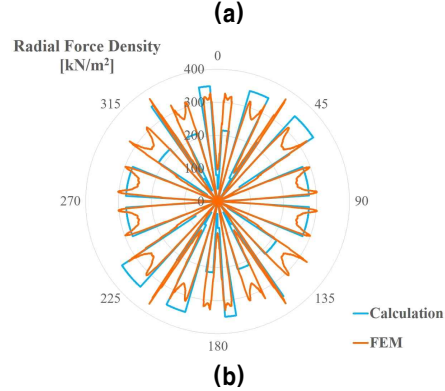 (a)
Radial Force Density
[kN/m²]
0
400
300
200
100
0
315
45
270
90
225
135
180
Calculation
FEM
(b)